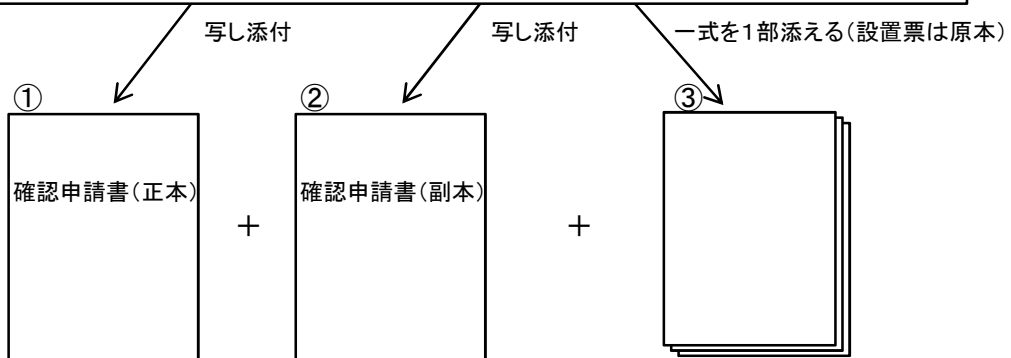 写し添付
写し添付
一式を1部添える(設置票は原本)
①
②
③
確認申請書(正本)
+
確認申請書(副本)
+